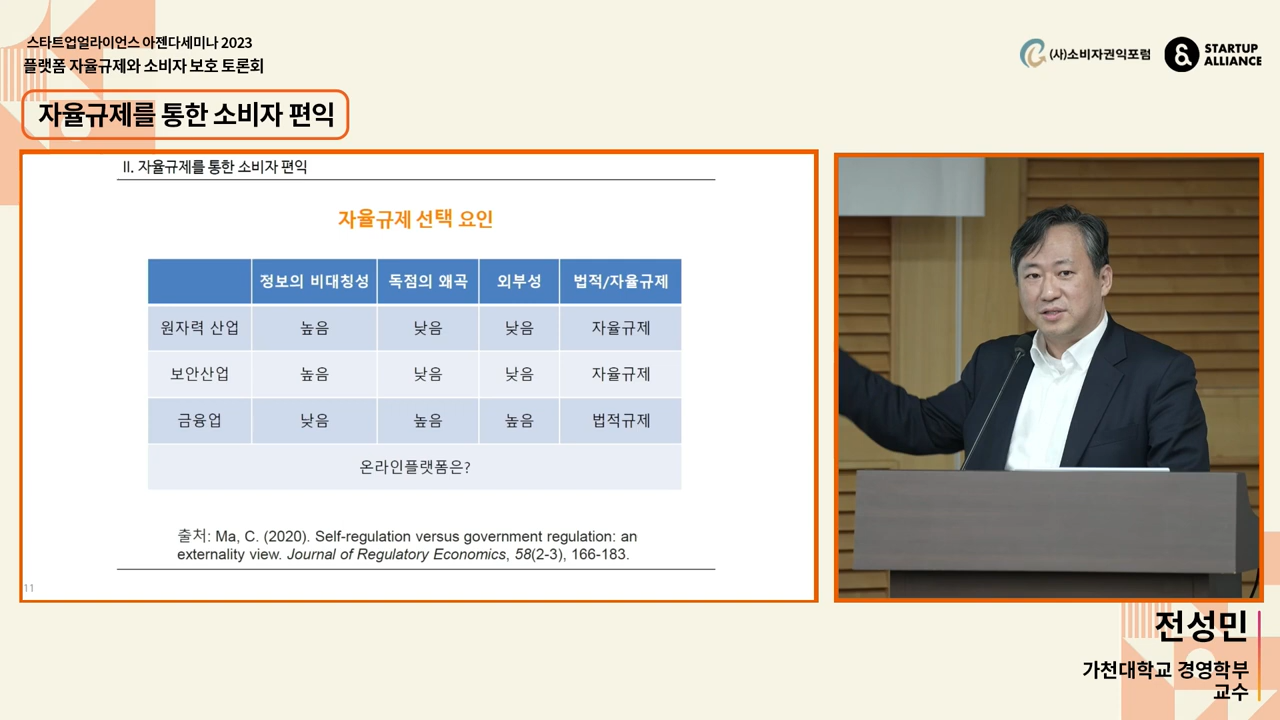 스타트업얼라이언스 아젠다세미나 2023
플랫폼 자율규제와 소비자 보호 토론회
(사)소비자권익포럼
&
STARTUP
ALLIANCE
자율규제를 통한 소비자 편익
II. 자율규제를 통한 소비자 편익
자율규제 선택 요인
정보의 비대칭성 독점의 왜곡 외부성 법적/자율규제
원자력 산업 높음 낮음 낮음 자율규제
보안산업 높음 낮음 낮음 자율규제
금융업 낮음 높음 높음 법적규제
온라인플랫폼은?
출처: Ma, C. (2020). Self-regulation versus government regulation: an
externality view. Journal of Regulatory Economics, 58(2-3), 166-183.
11
전성민
가천대학교 경영학부
교수